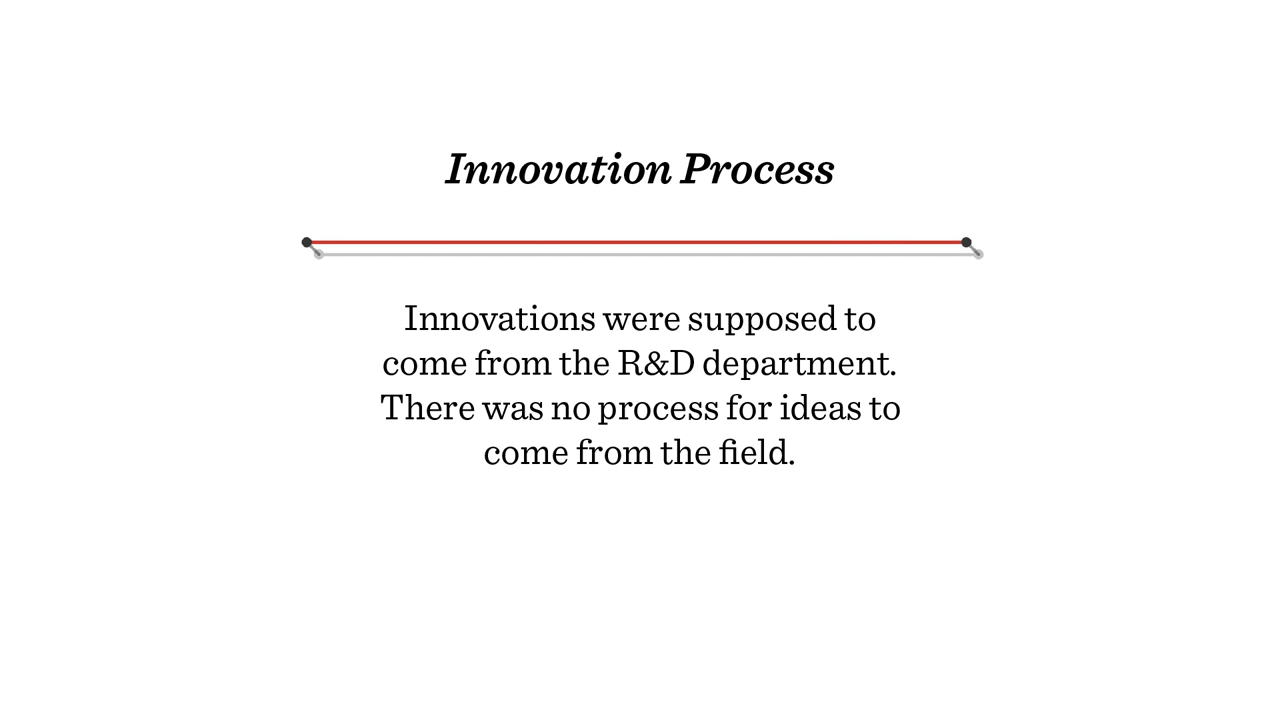 Innovation Process
Innovations were supposed to
come from the R&D department.
There was no process for ideas to
come from the field.